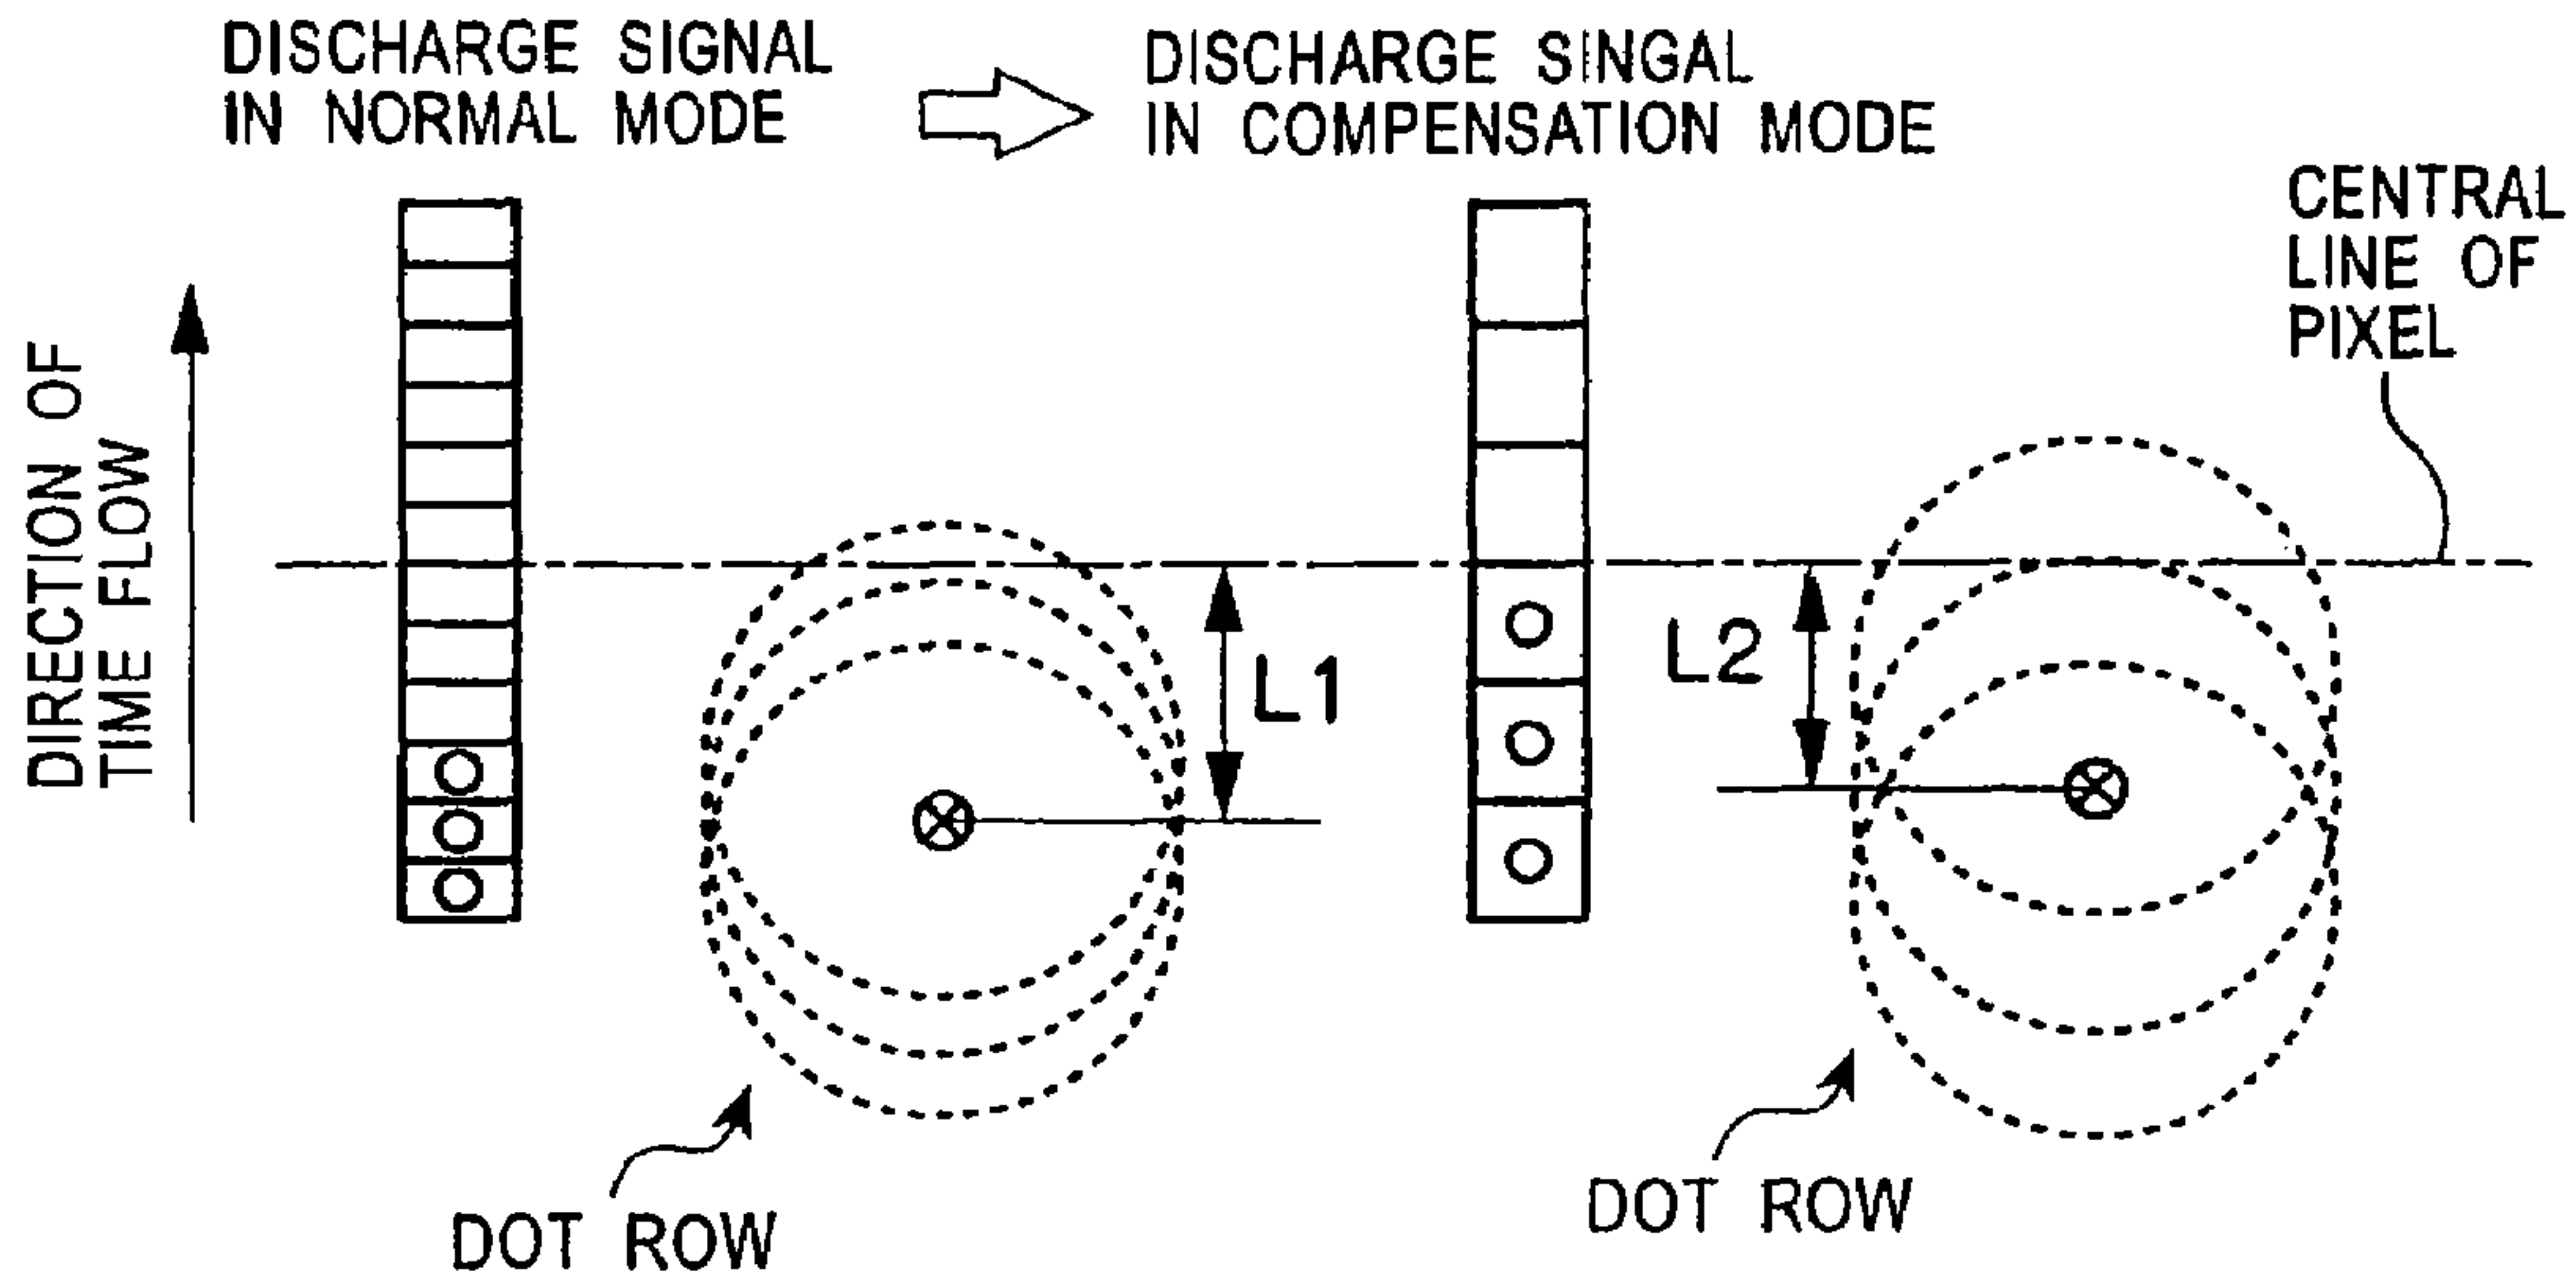 DISCHARGE SIGNAL
IN NORMAL MODE
DISCHARGE SINGAL
IN COMPENSATION MODE
CENTRAL
LINE OF
PIXEL
DIRECTION OF
TIME FLOW
L1
L2
DOT ROW
DOT ROW